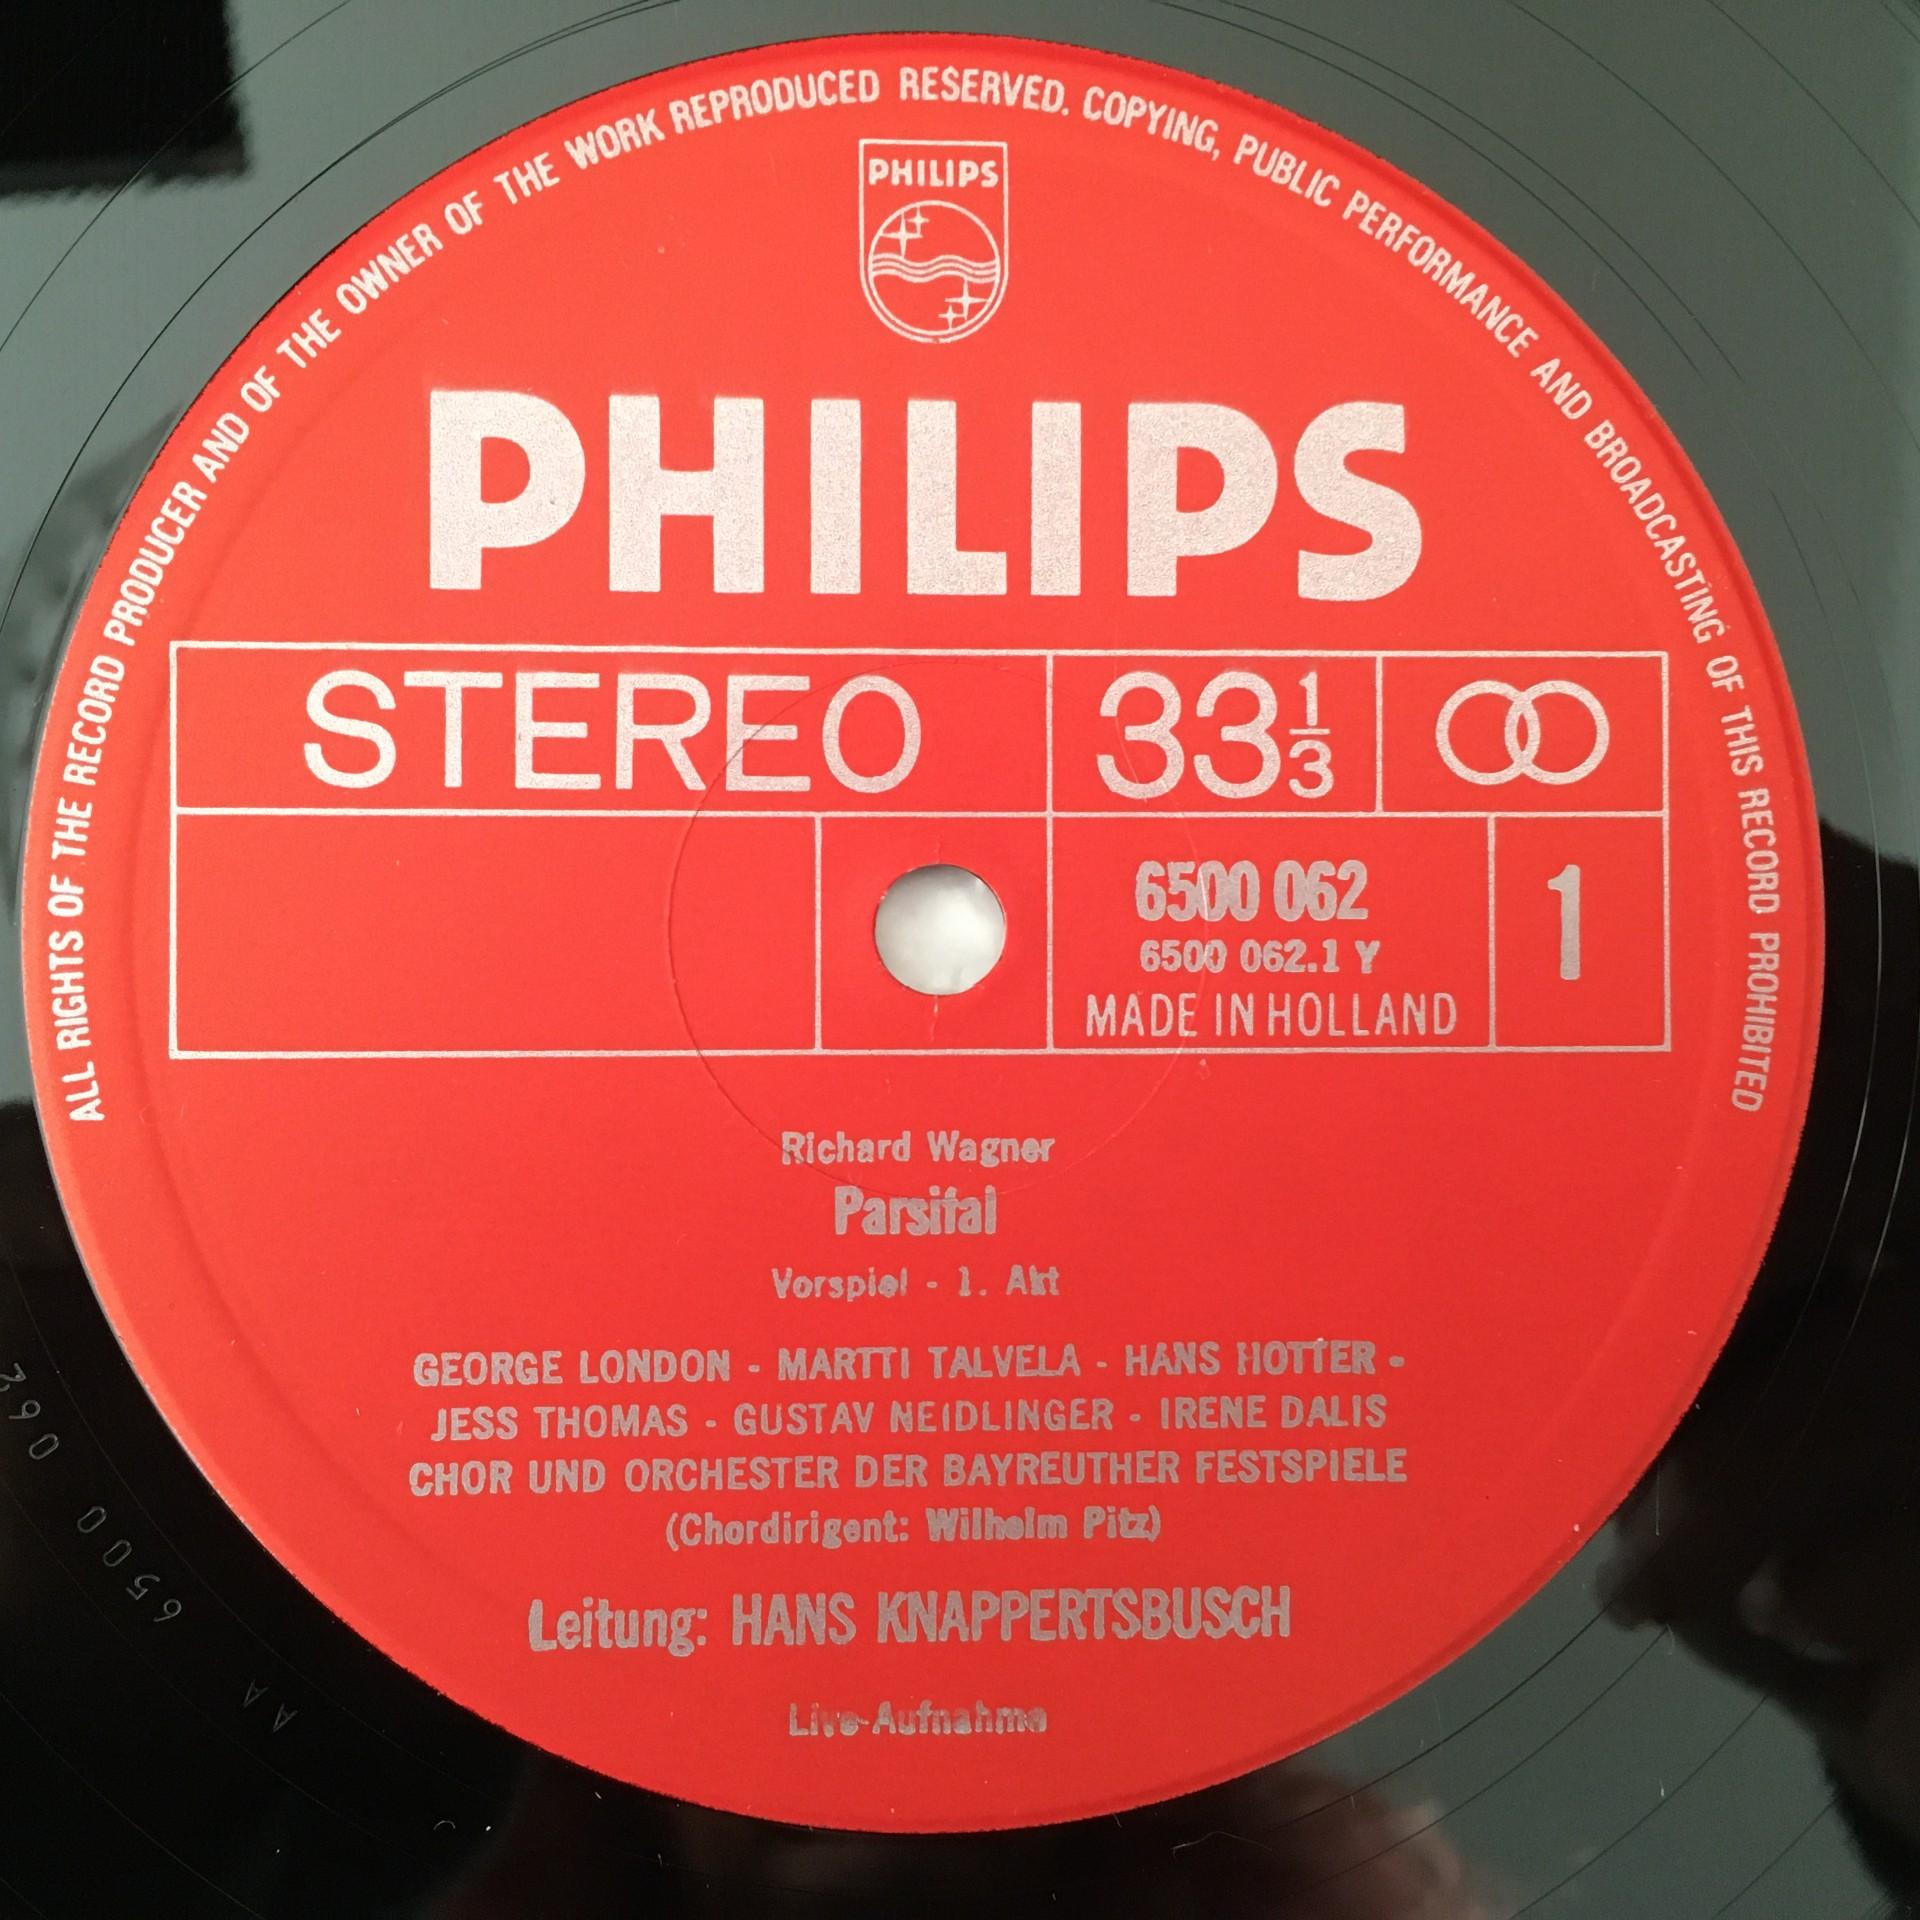 ALL RIGHTS OF THE RECORD PRODUCER AND OF THE OWNER OF THE WORK REPRODUCED RESERVED. COPYING, PUBLIC PERFORMANCE AND BROADCASTING OF THIS RECORD PROHIBITED
PHILIPS
PHILIPS
STEREO 33 1/3
6500 062
6500 062.1 Y
MADE IN HOLLAND
1
Richard Wagner
Parsifal
Vorspiel - 1. Akt
GEORGE LONDON - MARTTI TALVELA - HANS HOTTER -
JESS THOMAS - GUSTAV NEIDLINGER - IRENE DALIS
CHOR UND ORCHESTER DER BAYREUTHER FESTSPIELE
(Chordirigent: Wilhelm Pitz)
Leitung: HANS KNAPPERTSBUSCH
Live-Aufnahme
AA 6500 062